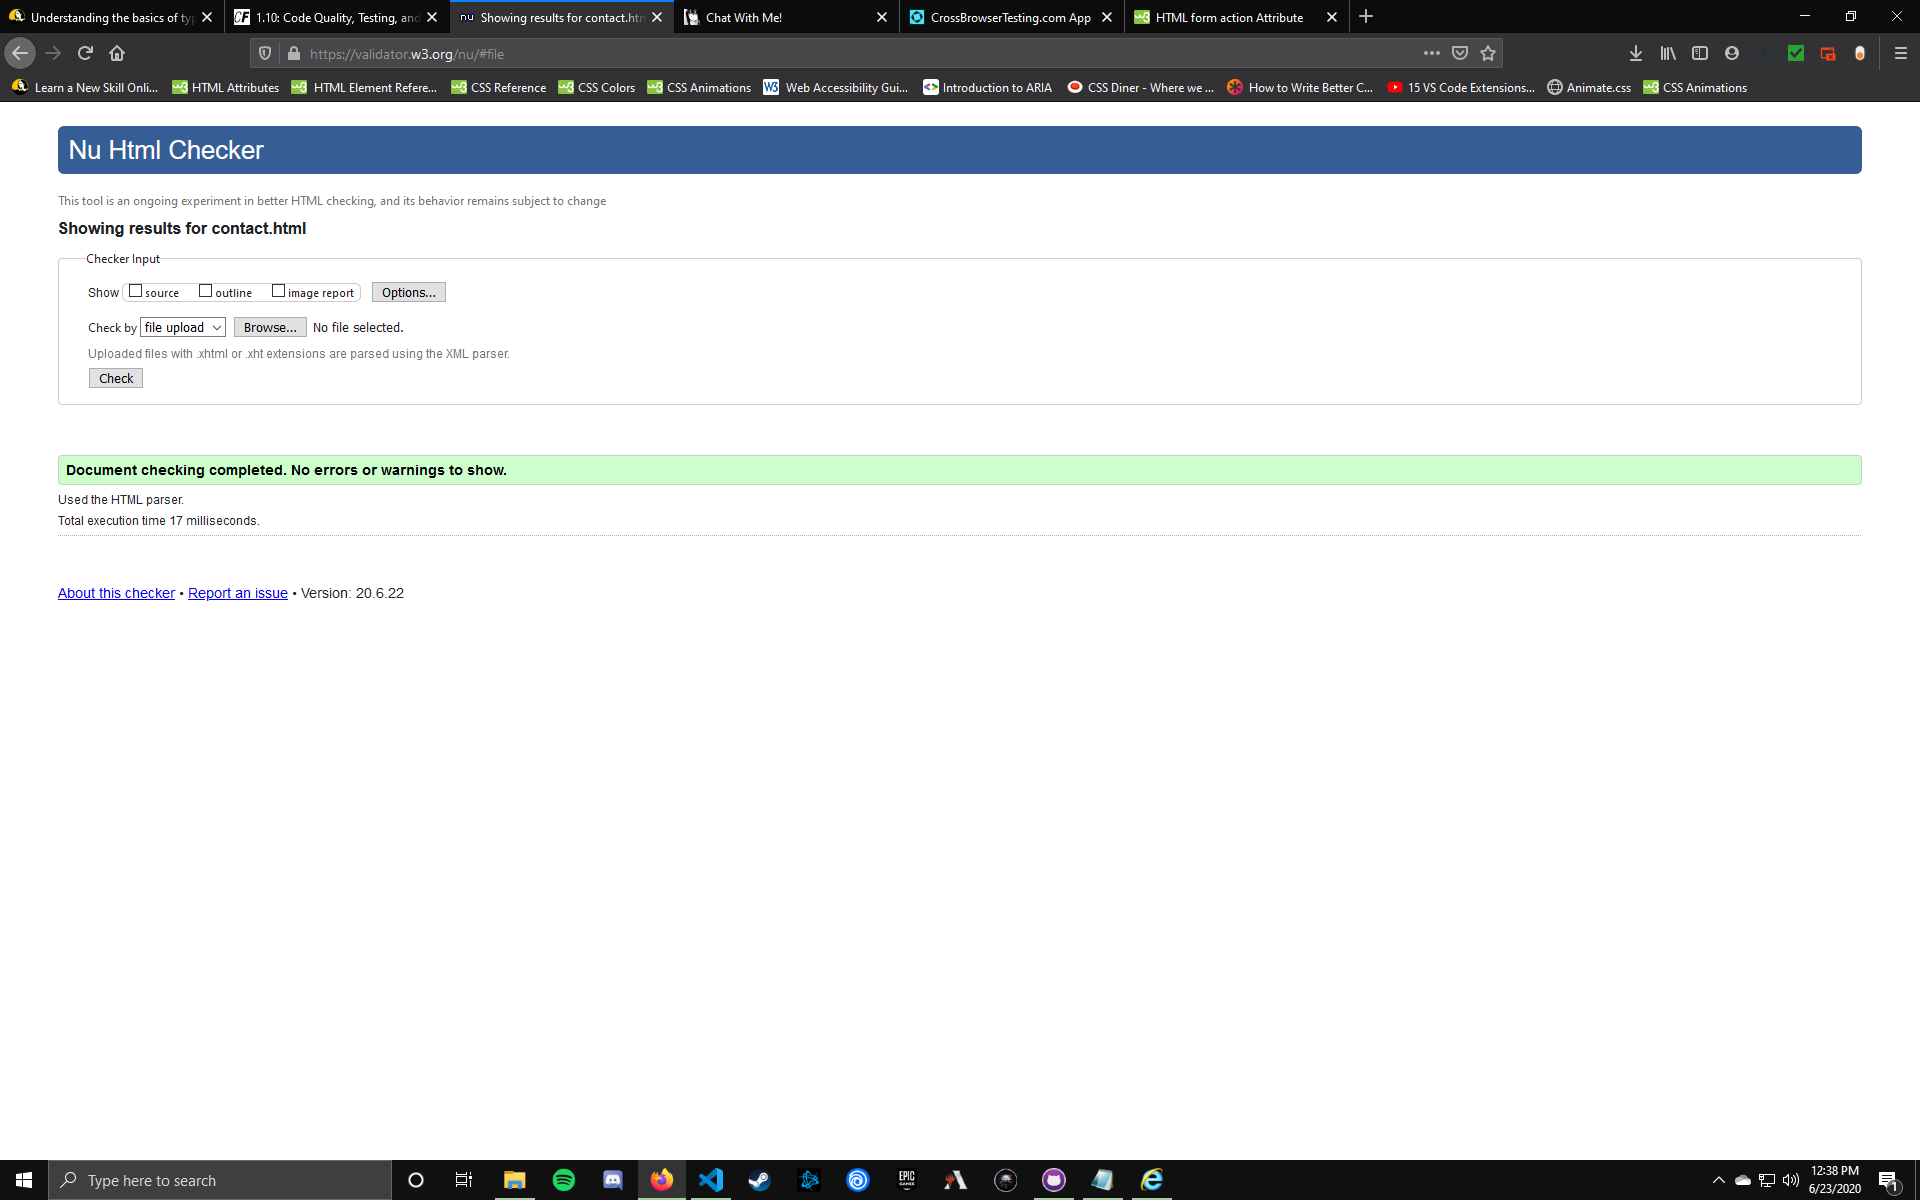 Understanding the basics of ty
CF 1.10: Code Quality, Testing, and
nu Showing results for contact.htm
Chat With Me!
CrossBrowserTesting.com App
HTML form action Attribute
https://validator.w3.org/nu/#file
Learn a New Skill Onli...
HTML Attributes
HTML Element Refere...
CSS Reference
CSS Colors
CSS Animations
Web Accessibility Gui...
Introduction to ARIA
CSS Diner - Where we ...
How to Write Better C...
15 VS Code Extensions...
Animate.css
CSS Animations
Nu Html Checker
This tool is an ongoing experiment in better HTML checking, and its behavior remains subject to change
Showing results for contact.html
Checker Input
Show source outline image report Options...
Check by file upload Browse... No file selected.
Uploaded files with .xhtml or .xht extensions are parsed using the XML parser.
Check
Document checking completed. No errors or warnings to show.
Used the HTML parser.
Total execution time 17 milliseconds.
About this checker • Report an issue • Version: 20.6.22
Type here to search
EPIC GAMES
12:38 PM
6/23/2020
1